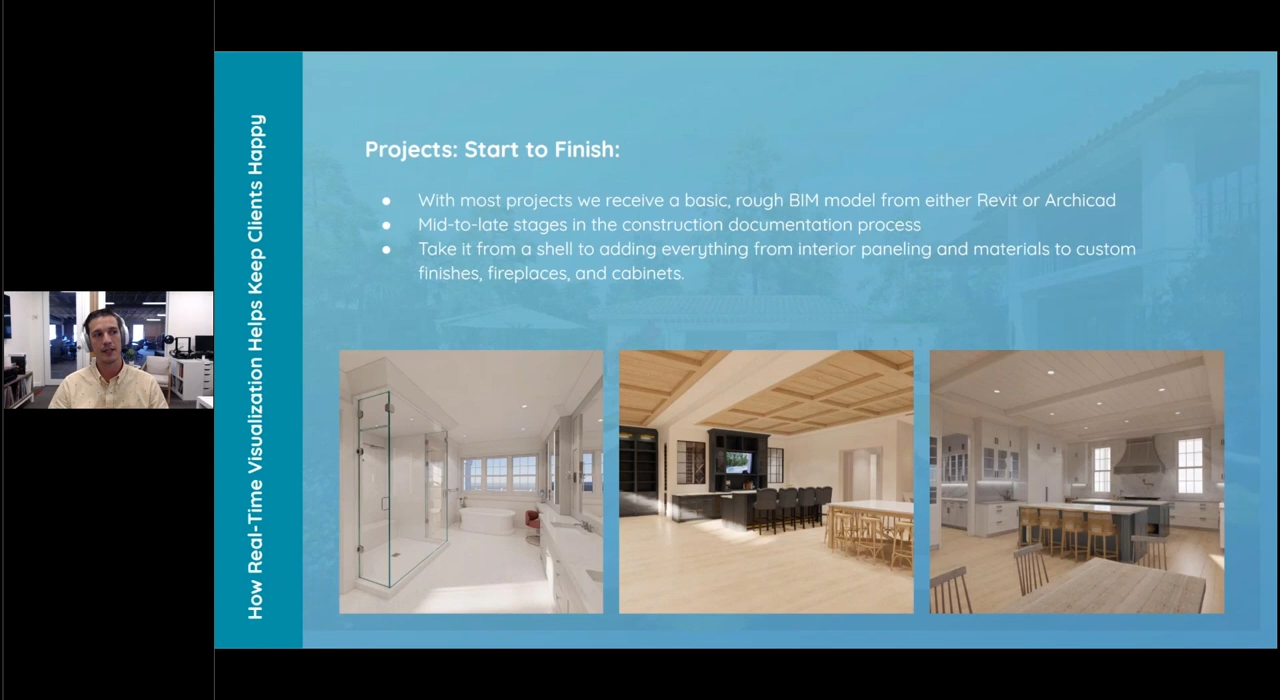 How Real-Time Visualization Helps Keep Clients Happy
Projects: Start to Finish:
● With most projects we receive a basic, rough BIM model from either Revit or Archicad
● Mid-to-late stages in the construction documentation process
● Take it from a shell to adding everything from interior paneling and materials to custom
finishes, fireplaces, and cabinets.